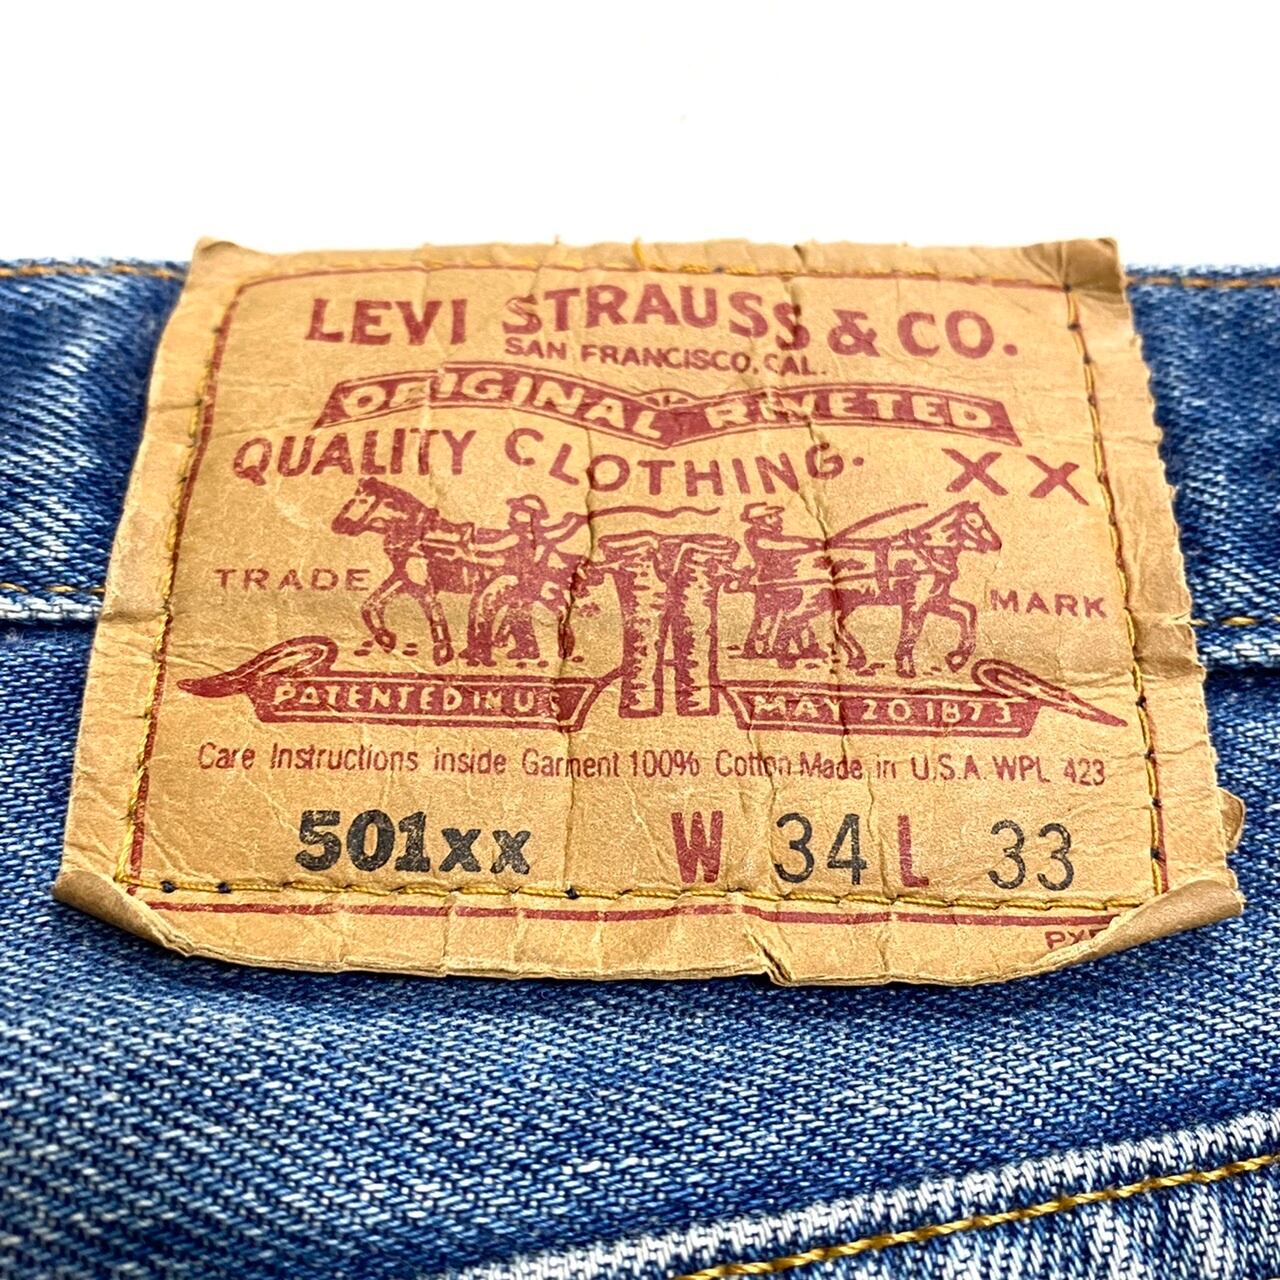 LEVI STRAUSS & CO.
SAN FRANCISCO, CAL.
ORIGINAL RIVETED
QUALITY CLOTHING. XX
TRADE MARK
PATENTED IN U S MAY 20 1873
Care Instructions Inside Garment 100% Cotton Made in U.S.A. WPL 423
501xx W 34 L 33